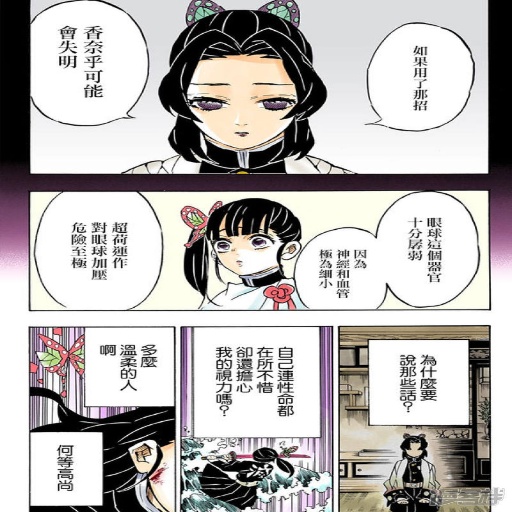 如果用了那招
香奈乎可能
會失明
眼球這個器官
十分孱弱
因為
神經和血管
極為細小
超荷運作
對眼球加壓
危險至極
為什麼要
說那些話?
自己連性命都
在所不惜
卻還擔心
我的視力嗎?
多麼
溫柔的人
啊
何等高尚